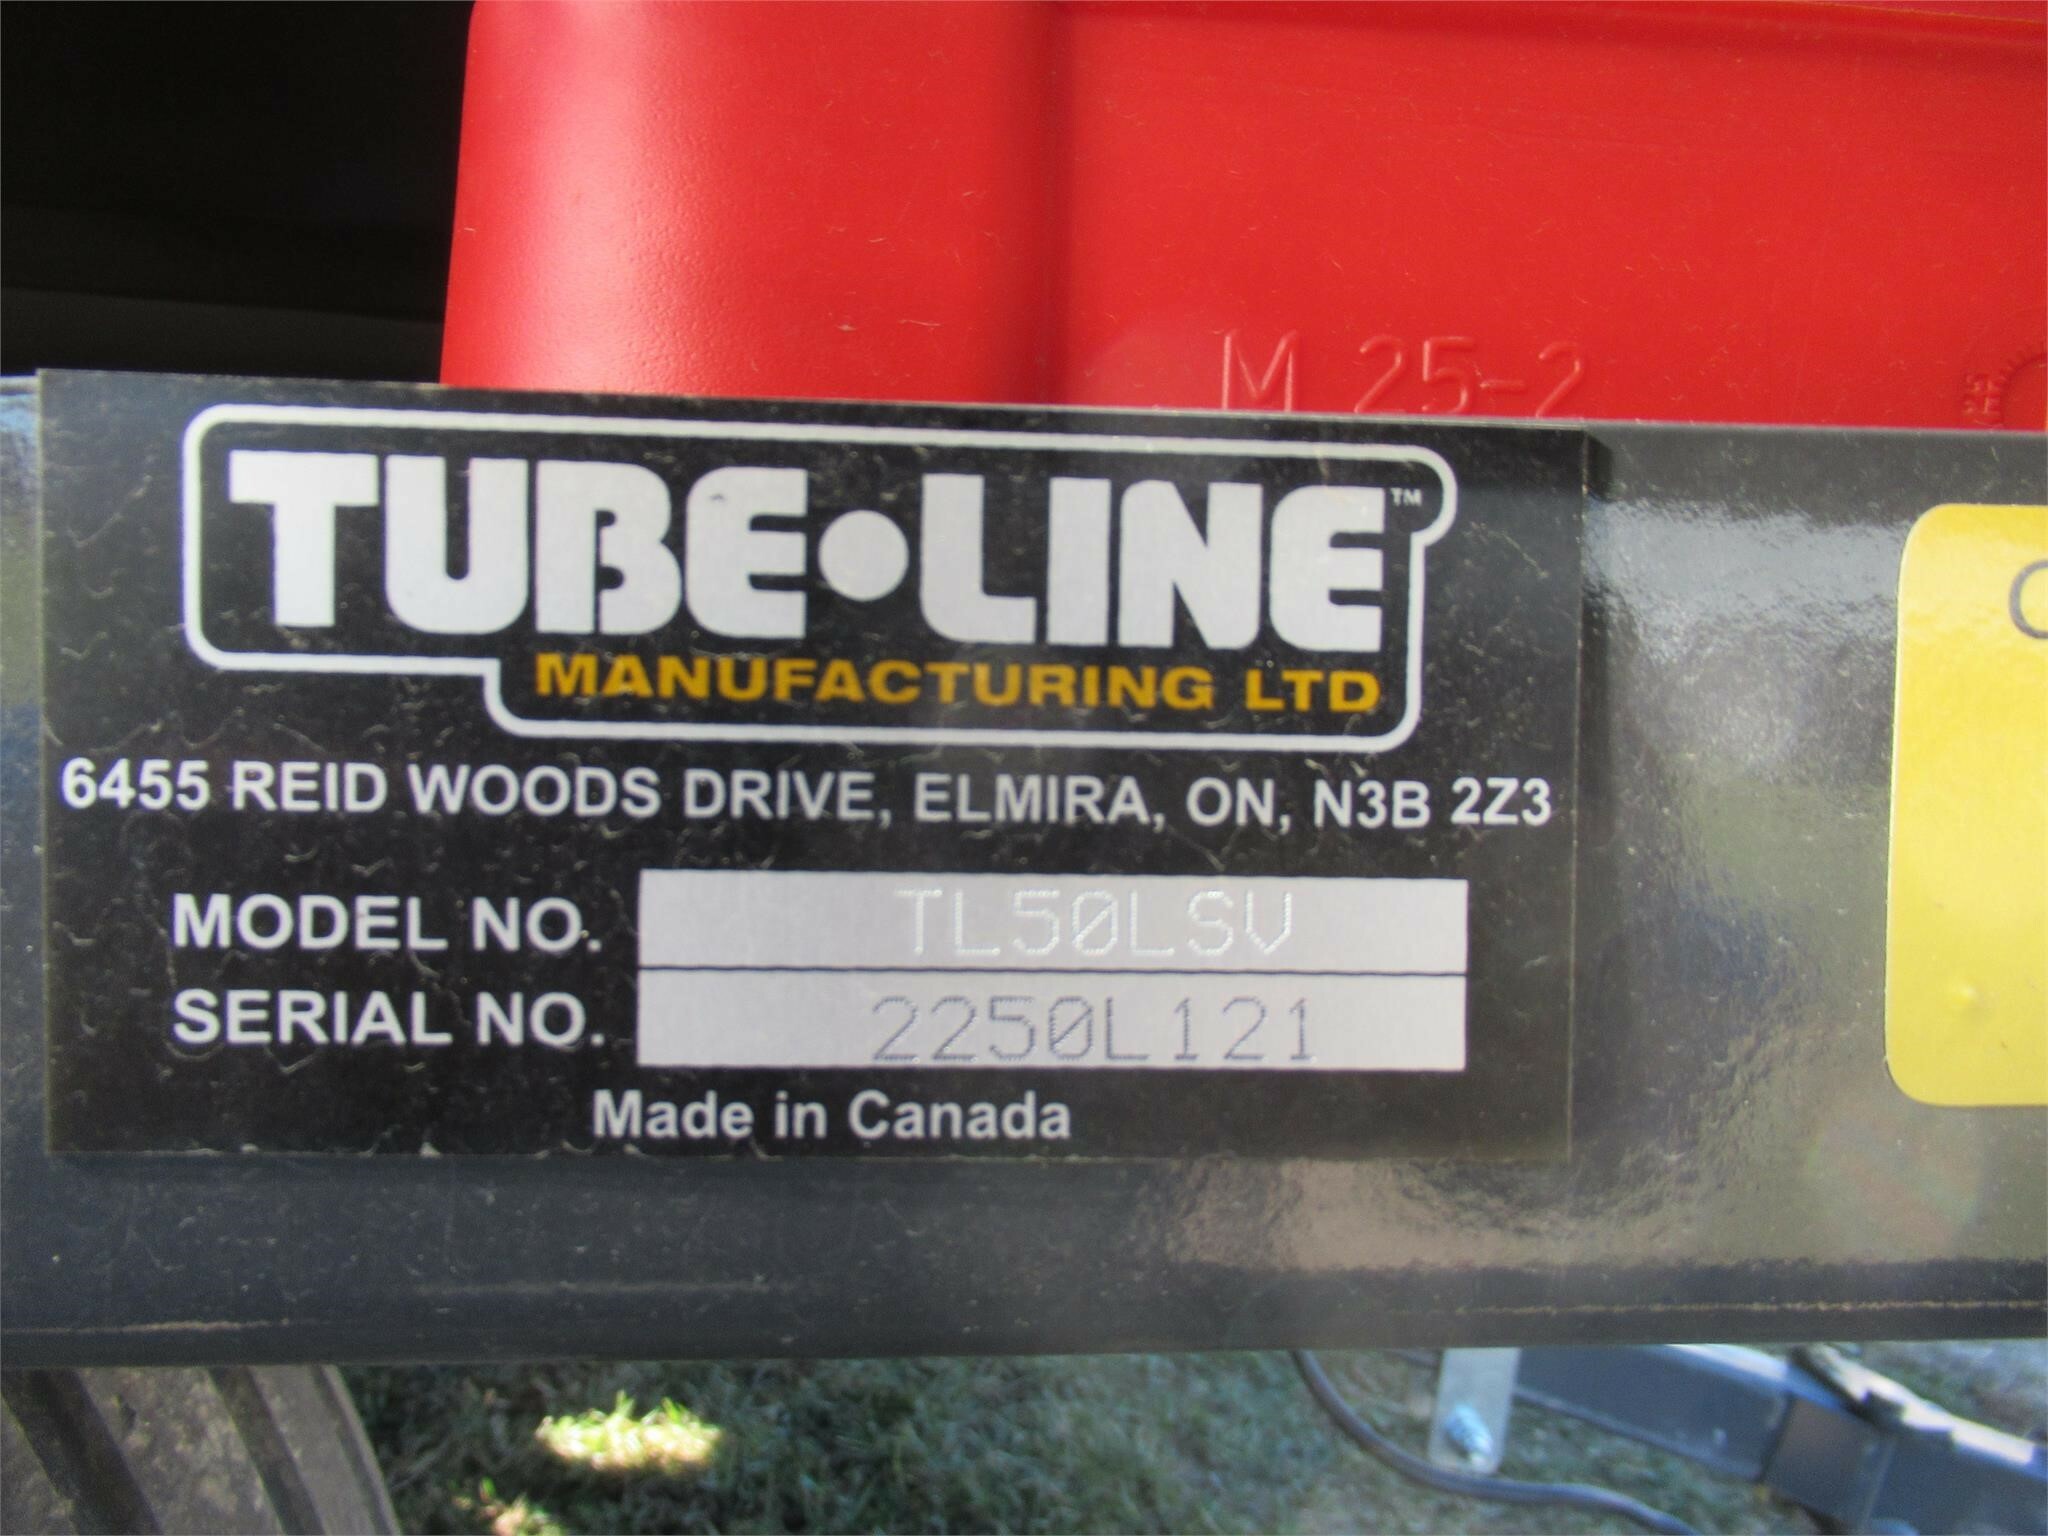 M 25-2
TUBE•LINE™
MANUFACTURING LTD
6455 REID WOODS DRIVE, ELMIRA, ON, N3B 2Z3
MODEL NO. TL50LSV
SERIAL NO. 2250L121
Made in Canada